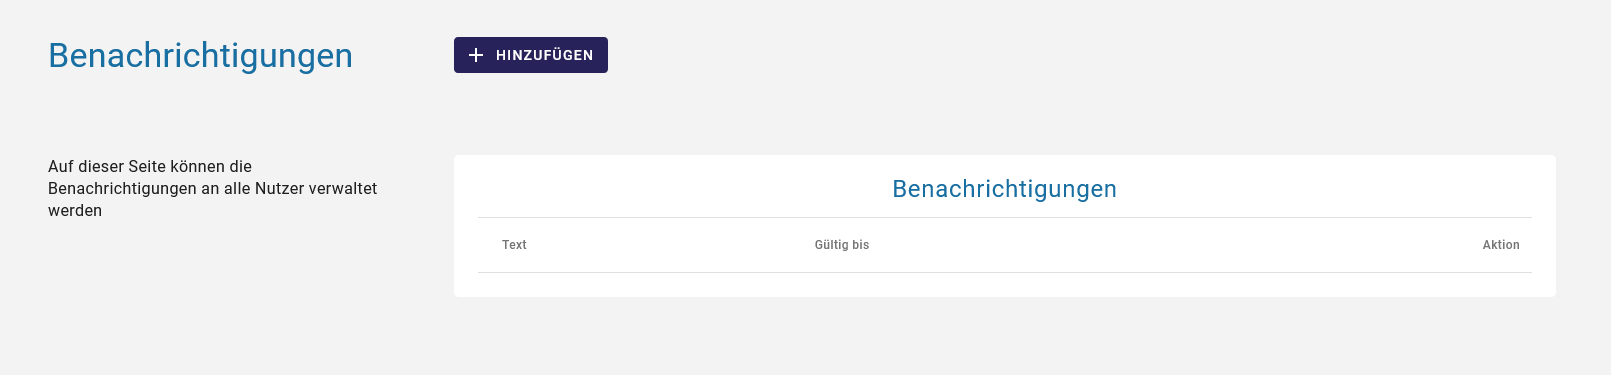 Benachrichtigungen
HINZUFÜGEN
Auf dieser Seite können die
Benachrichtigungen an alle Nutzer verwaltet
werden
Benachrichtigungen
Text Gültig bis Aktion